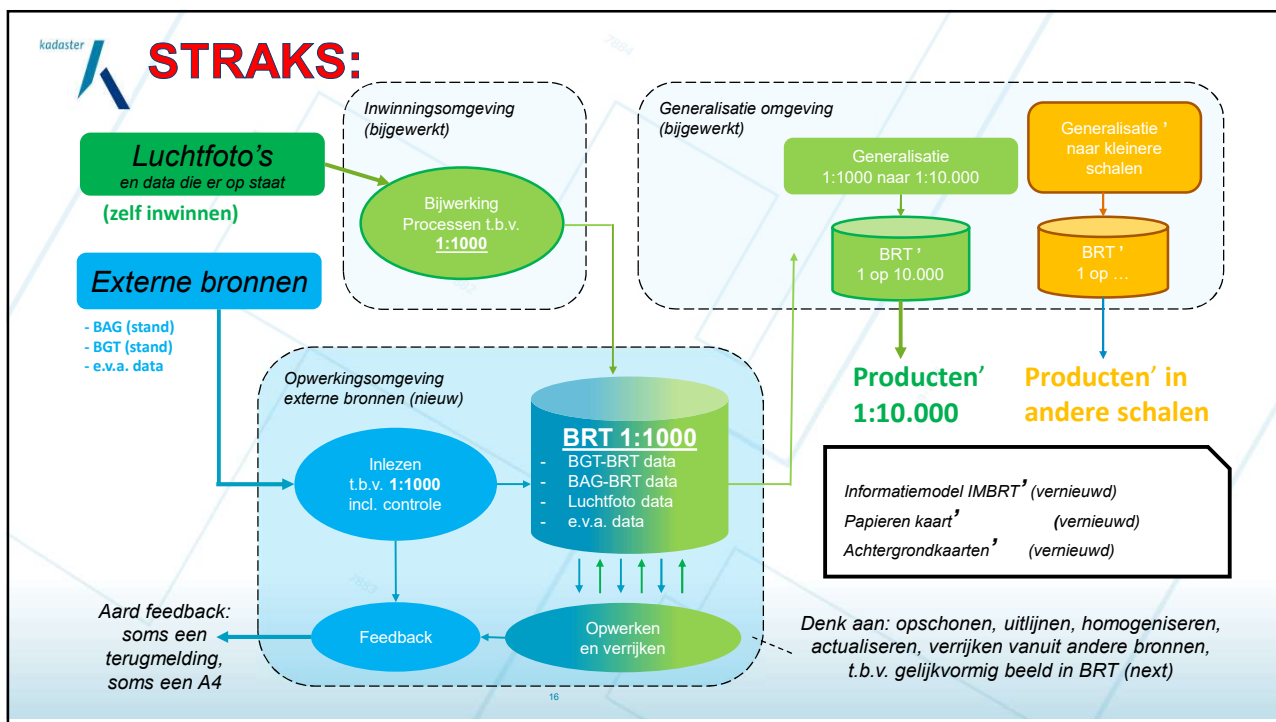 kadaster
STRAKS:
Luchtfoto's
en data die er op staat
(zelf inwinnen)
Externe bronnen
- BAG (stand)
- BGT (stand)
- e.v.a. data
Inwinningsomgeving
(bijgewerkt)
Bijwerking
Processen t.b.v.
1:1000
Generalisatie omgeving
(bijgewerkt)
Generalisatie
1:1000 naar 1:10.000
BRT '
1 op 10.000
Generalisatie '
naar kleinere
schalen
BRT '
1 op …
Producten'
1:10.000
Producten' in
andere schalen
Opwerkingsomgeving
externe bronnen (nieuw)
Inlezen
t.b.v. 1:1000
incl. controle
BRT 1:1000
- BGT-BRT data
- BAG-BRT data
- Luchtfoto data
- e.v.a. data
Informatiemodel IMBRT' (vernieuwd)
Papieren kaart' (vernieuwd)
Achtergrondkaarten' (vernieuwd)
Aard feedback:
soms een
terugmelding,
soms een A4
Feedback
Opwerken
en verrijken
Denk aan: opschonen, uitlijnen, homogeniseren,
actualiseren, verrijken vanuit andere bronnen,
t.b.v. gelijkvormig beeld in BRT (next)
16
7884
7882
7883